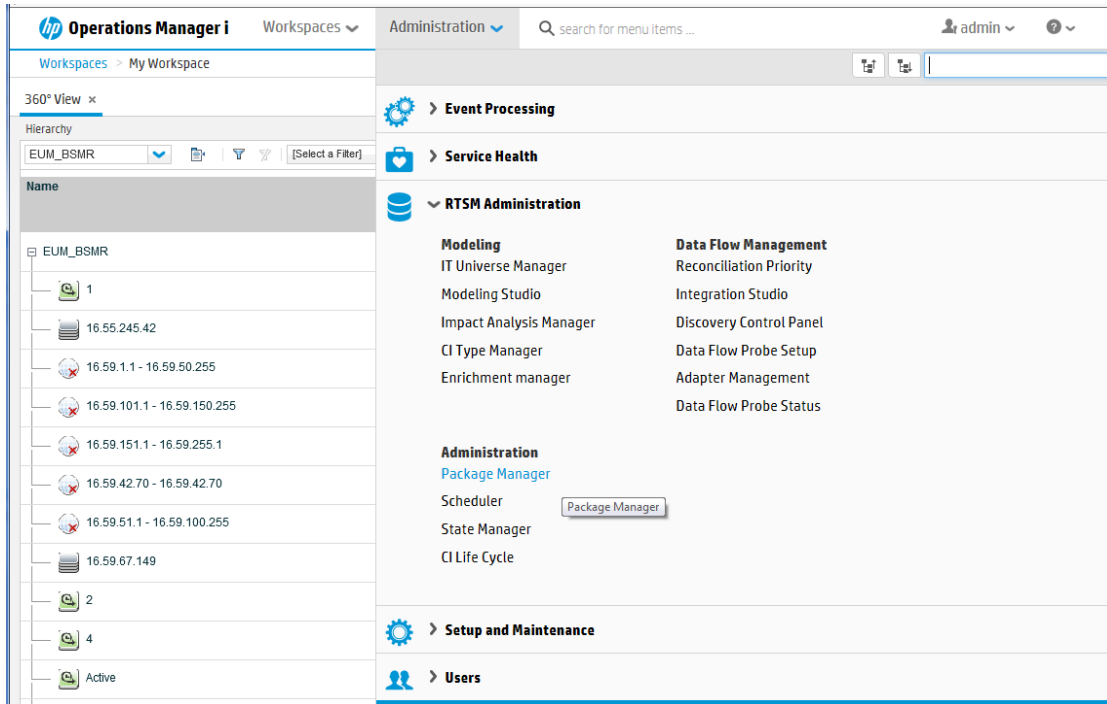 hp Operations Manager i Workspaces Administration search for menu items ... admin ?
Workspaces > My Workspace
360° View ×
Hierarchy
EUM_BSMR [Select a Filter]
Name
EUM_BSMR
1
16.55.245.42
16.59.1.1 - 16.59.50.255
16.59.101.1 - 16.59.150.255
16.59.151.1 - 16.59.255.1
16.59.42.70 - 16.59.42.70
16.59.51.1 - 16.59.100.255
16.59.67.149
2
4
Active
Event Processing
Service Health
RTSM Administration
Modeling
IT Universe Manager
Modeling Studio
Impact Analysis Manager
CI Type Manager
Enrichment manager
Data Flow Management
Reconciliation Priority
Integration Studio
Discovery Control Panel
Data Flow Probe Setup
Adapter Management
Data Flow Probe Status
Administration
Package Manager
Scheduler
Package Manager
State Manager
CI Life Cycle
Setup and Maintenance
Users